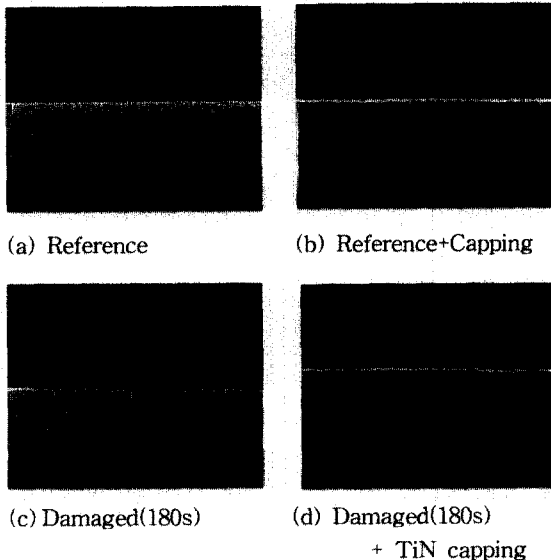 (a) Reference
(b) Reference+Capping
(c) Damaged(180s)
(d) Damaged(180s)
+ TiN capping